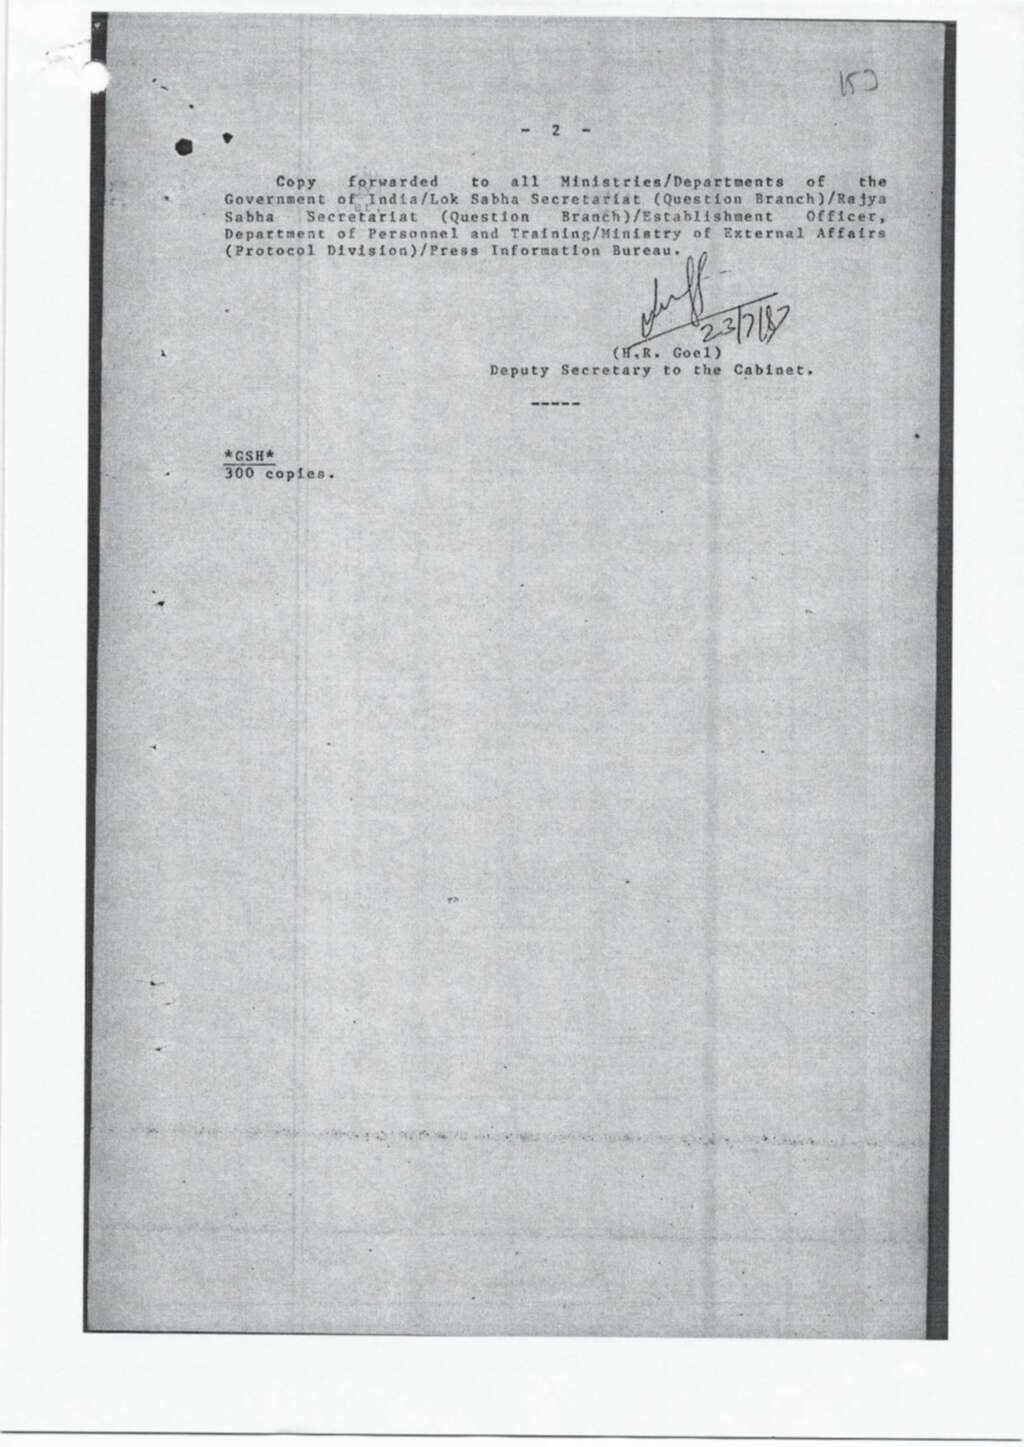 - 2 -
Copy forwarded to all Ministries/Departments of the
Government of India/Lok Sabha Secretariat (Question Branch)/Rajya
Sabha Secretariat (Question Branch)/Establishment Officer,
Department of Personnel and Training/Ministry of External Affairs
(Protocol Division)/Press Information Bureau.
23/7/87
(H.R. Goel)
Deputy Secretary to the Cabinet.
-----
*GSH*
300 copies.